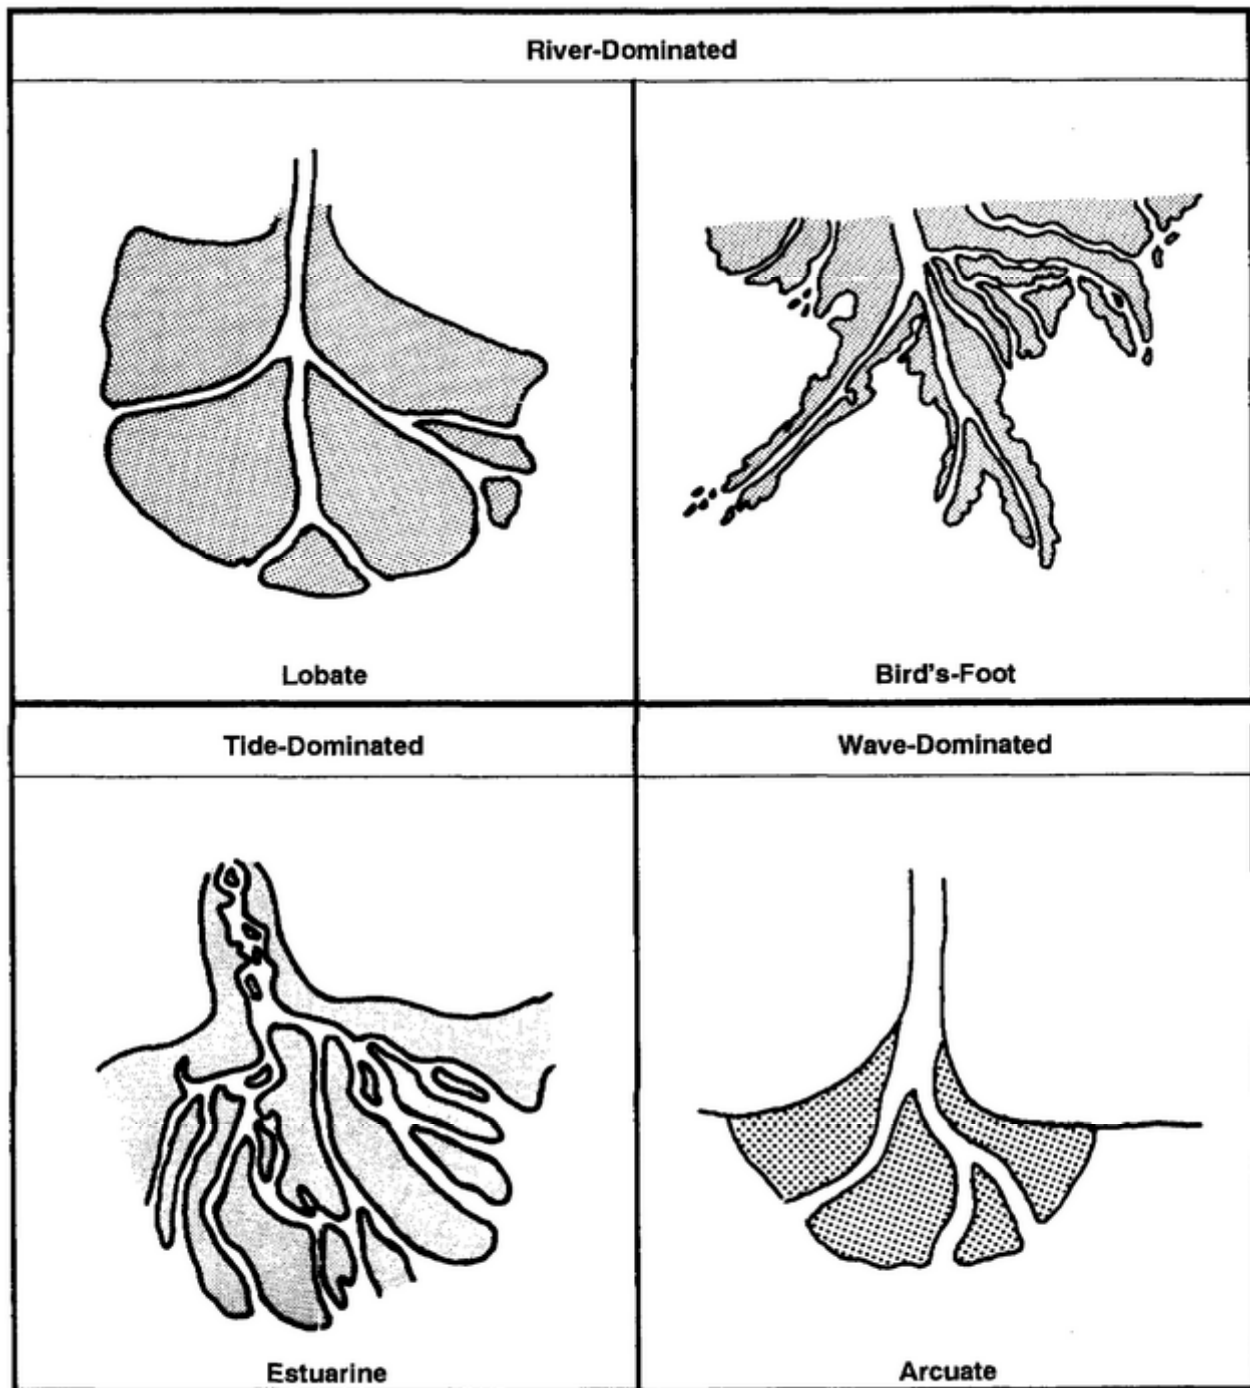 River-Dominated
Lobate
Bird's-Foot
Tide-Dominated
Wave-Dominated
Estuarine
Arcuate